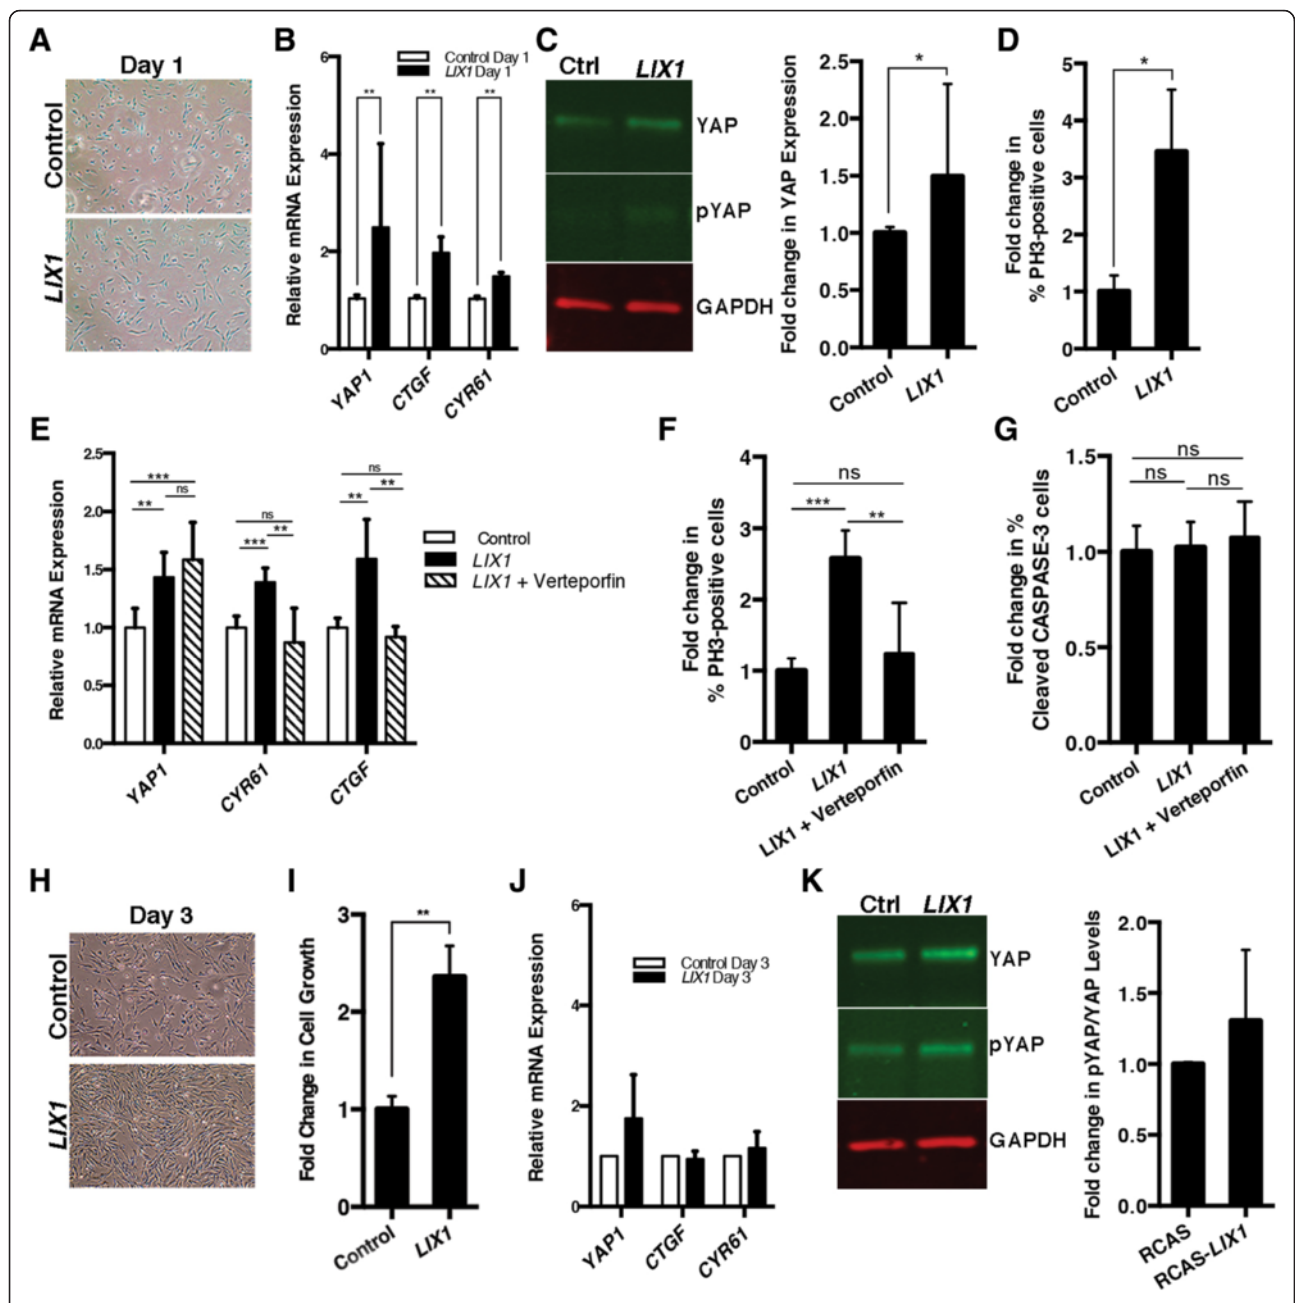 A
Day 1
Control
LIX1
B
Control Day 1
LIX1 Day 1
Relative mRNA Expression
6
4
2
0
**
**
**
YAP1
CTGF
CYR61
C
Ctrl
LIX1
YAP
pYAP
GAPDH
Fold change in YAP Expression
2.5
2.0
1.5
1.0
0.5
0.0
*
Control
LIX1
D
Fold change in
% PH3-positive cells
5
4
3
2
1
0
*
Control
LIX1
E
Relative mRNA Expression
2.5
2.0
1.5
1.0
0.5
0.0
***
**
ns
ns
***
**
ns
**
**
YAP1
CYR61
CTGF
Control
LIX1
LIX1 + Verteporfin
F
Fold change in
% PH3-positive cells
4
3
2
1
0
ns
***
**
Control
LIX1
LIX1 + Verteporfin
G
Fold change in %
Cleaved CASPASE-3 cells
1.5
1.0
0.5
0.0
ns
ns
ns
Control
LIX1
LIX1 + Verteporfin
H
Day 3
Control
LIX1
I
Fold Change in Cell Growth
3
2
1
0
**
Control
LIX1
J
Relative mRNA Expression
6
4
2
0
Control Day 3
LIX1 Day 3
YAP1
CTGF
CYR61
K
Ctrl
LIX1
YAP
pYAP
GAPDH
Fold change in pYAP/YAP Levels
2.0
1.5
1.0
0.5
0.0
RCAS
RCAS-LIX1